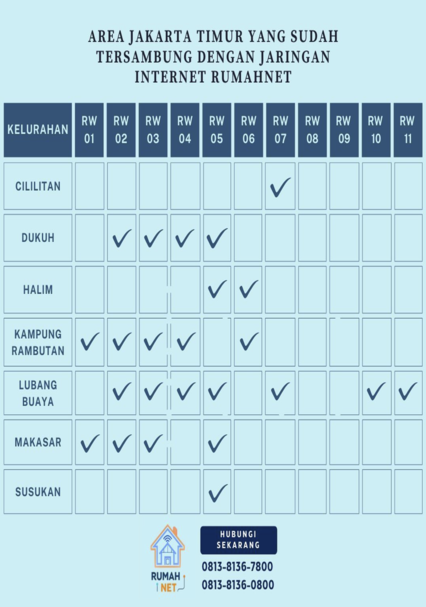 AREA JAKARTA TIMUR YANG SUDAH
TERSAMBUNG DENGAN JARINGAN
INTERNET RUMAHNET
KELURAHAN RW 01 RW 02 RW 03 RW 04 RW 05 RW 06 RW 07 RW 08 RW 09 RW 10 RW 11
CILILITAN ✓
DUKUH ✓ ✓ ✓ ✓
HALIM ✓ ✓
KAMPUNG
RAMBUTAN ✓ ✓ ✓ ✓ ✓
LUBANG
BUAYA ✓ ✓ ✓ ✓ ✓ ✓ ✓
MAKASAR ✓ ✓ ✓ ✓
SUSUKAN ✓
RUMAH
NET
HUBUNGI
SEKARANG
0813-8136-7800
0813-8136-0800